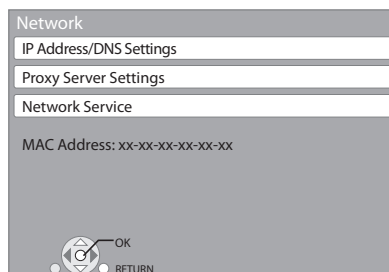 Network
IP Address/DNS Settings
Proxy Server Settings
Network Service
MAC Address: xx-xx-xx-xx-xx-xx
OK
RETURN